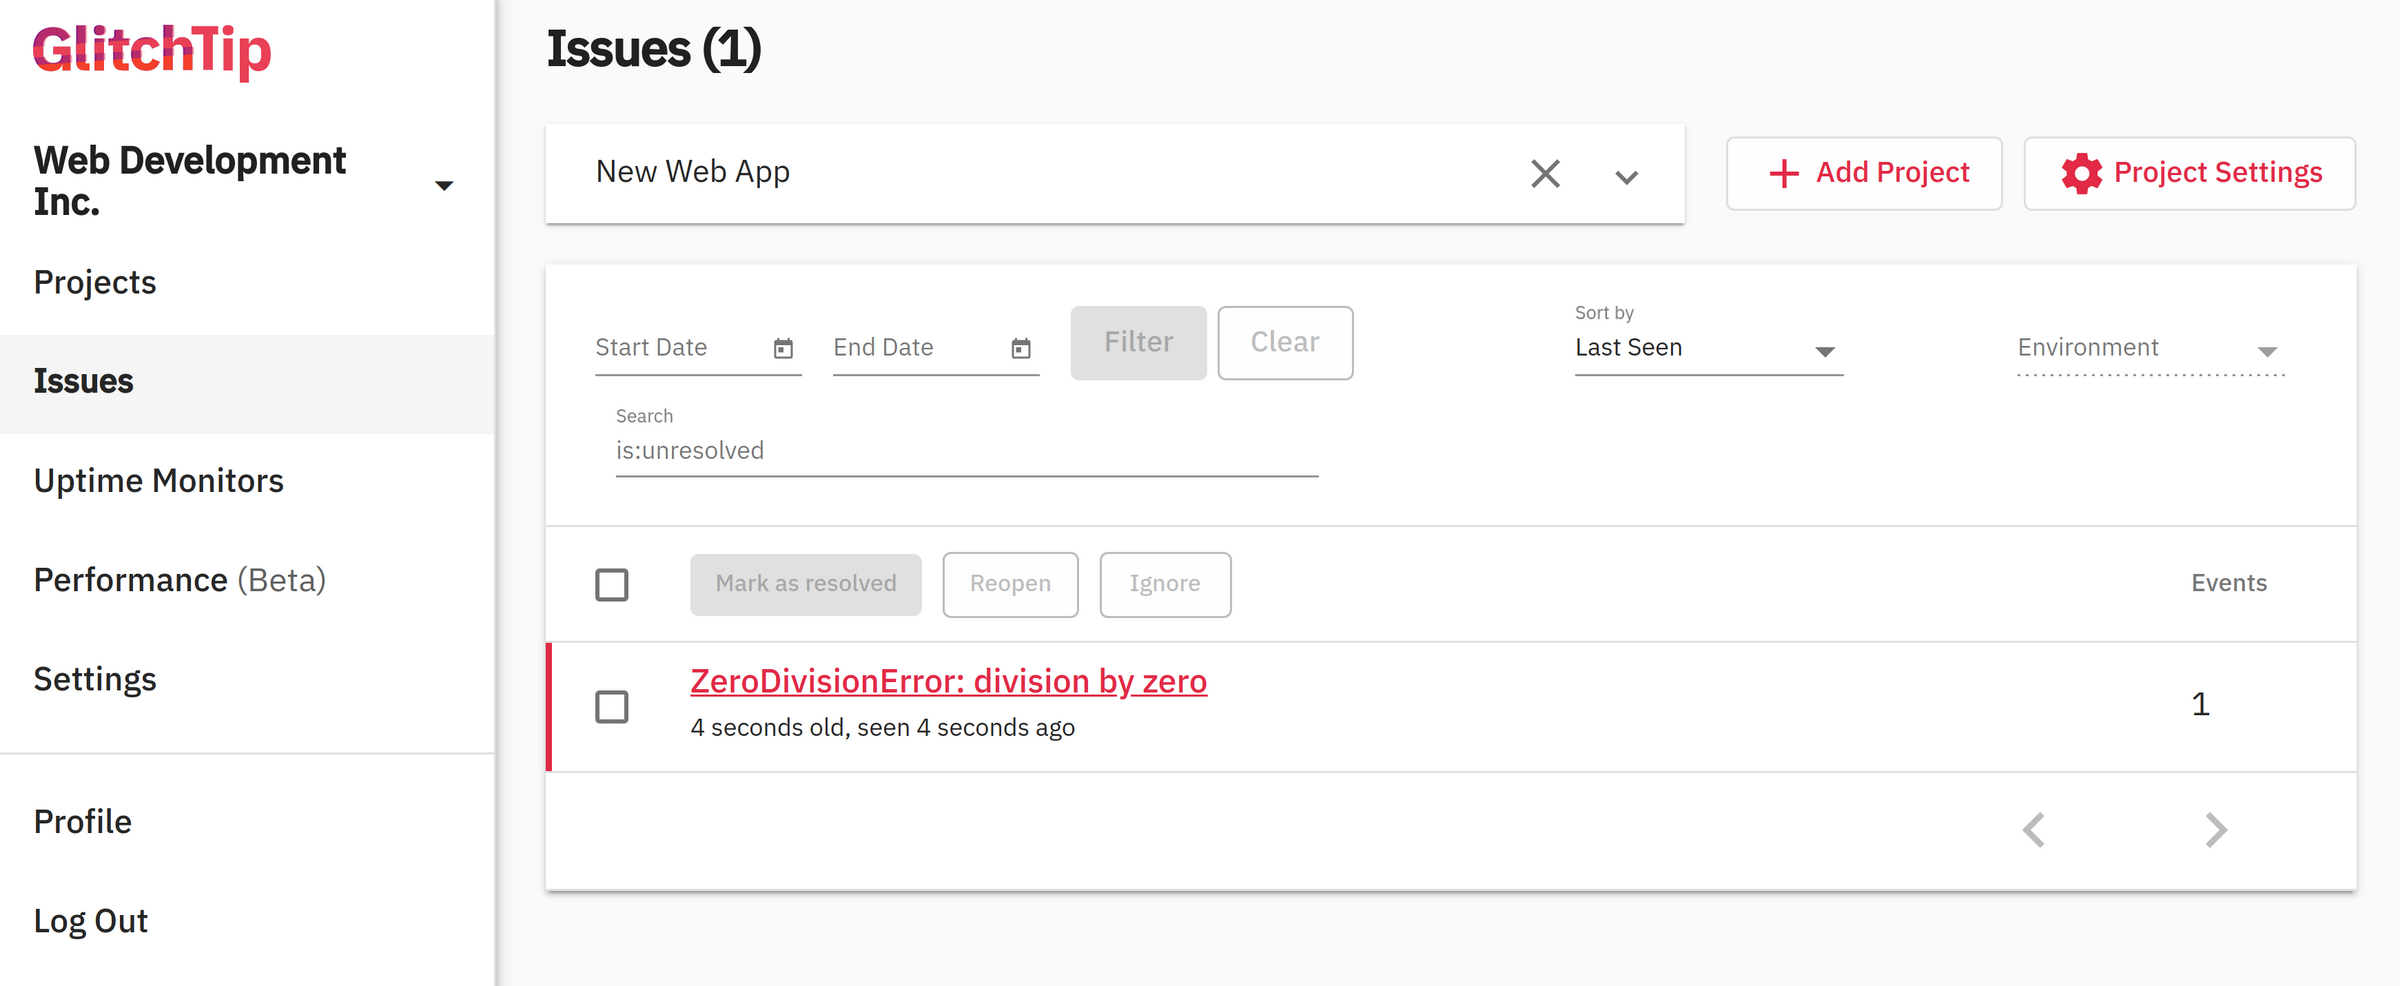 GlitchTip
Web Development
Inc.
Projects
Issues
Uptime Monitors
Performance (Beta)
Settings
Profile
Log Out
Issues (1)
New Web App
Add Project
Project Settings
Start Date
End Date
Filter
Clear
Sort by
Last Seen
Environment
Search
is:unresolved
Mark as resolved
Reopen
Ignore
Events
ZeroDivisionError: division by zero
4 seconds old, seen 4 seconds ago
1